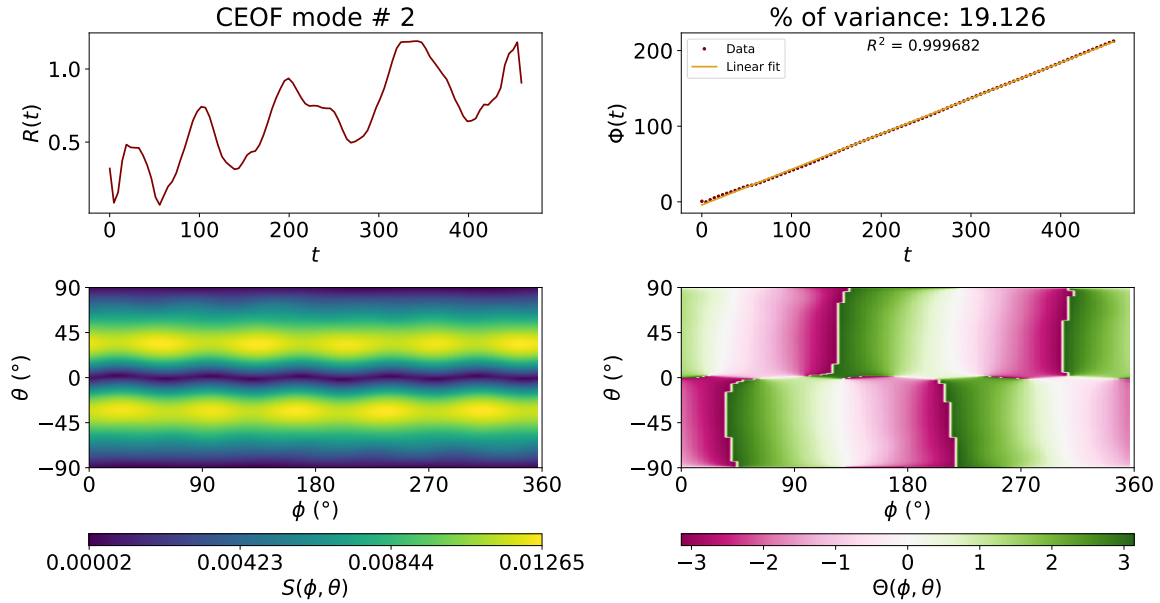 CEOF mode # 2
% of variance: 19.126
R(t)
1.0
0.5
0 100 200 300 400
t
Φ(t)
200
100
0
Data
Linear fit
R² = 0.999682
0 100 200 300 400
t
θ (°)
90
45
0
−45
−90
0 90 180 270 360
ϕ (°)
θ (°)
90
45
0
−45
−90
0 90 180 270 360
ϕ (°)
0.00002 0.00423 0.00844 0.01265
S(ϕ, θ)
−3 −2 −1 0 1 2 3
Θ(ϕ, θ)